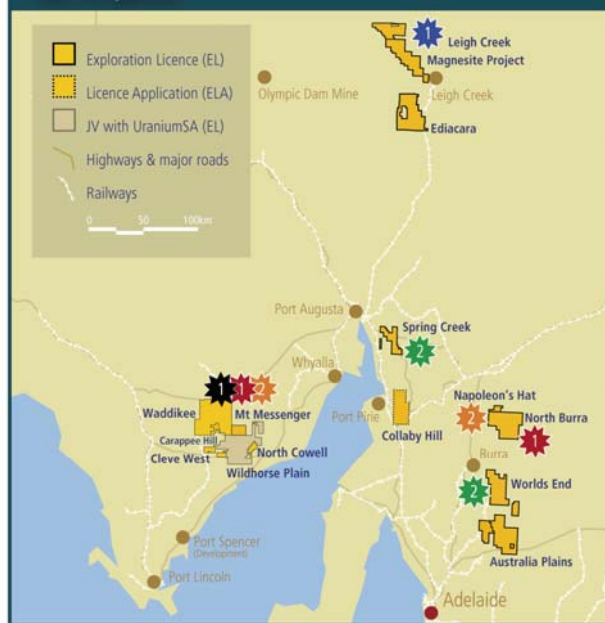 Exploration Licence (EL)
Licence Application (ELA)
JV with UraniumSA (EL)
Highways & major roads
Railways
0 50 100km
1
Leigh Creek
Magnesite Project
Olympic Dam Mine
Leigh Creek
Ediacara
Port Augusta
Spring Creek
2
Whyalla
1 1 2
Waddikee
Mt Messenger
Carappee Hill
Cleve West
North Cowell
Wildhorse Plain
Port Pirie
Collaby Hill
Napoleon's Hat
2
North Burra
1
Burra
2
Worlds End
Australia Plains
Port Spencer
(Development)
Port Lincoln
Adelaide